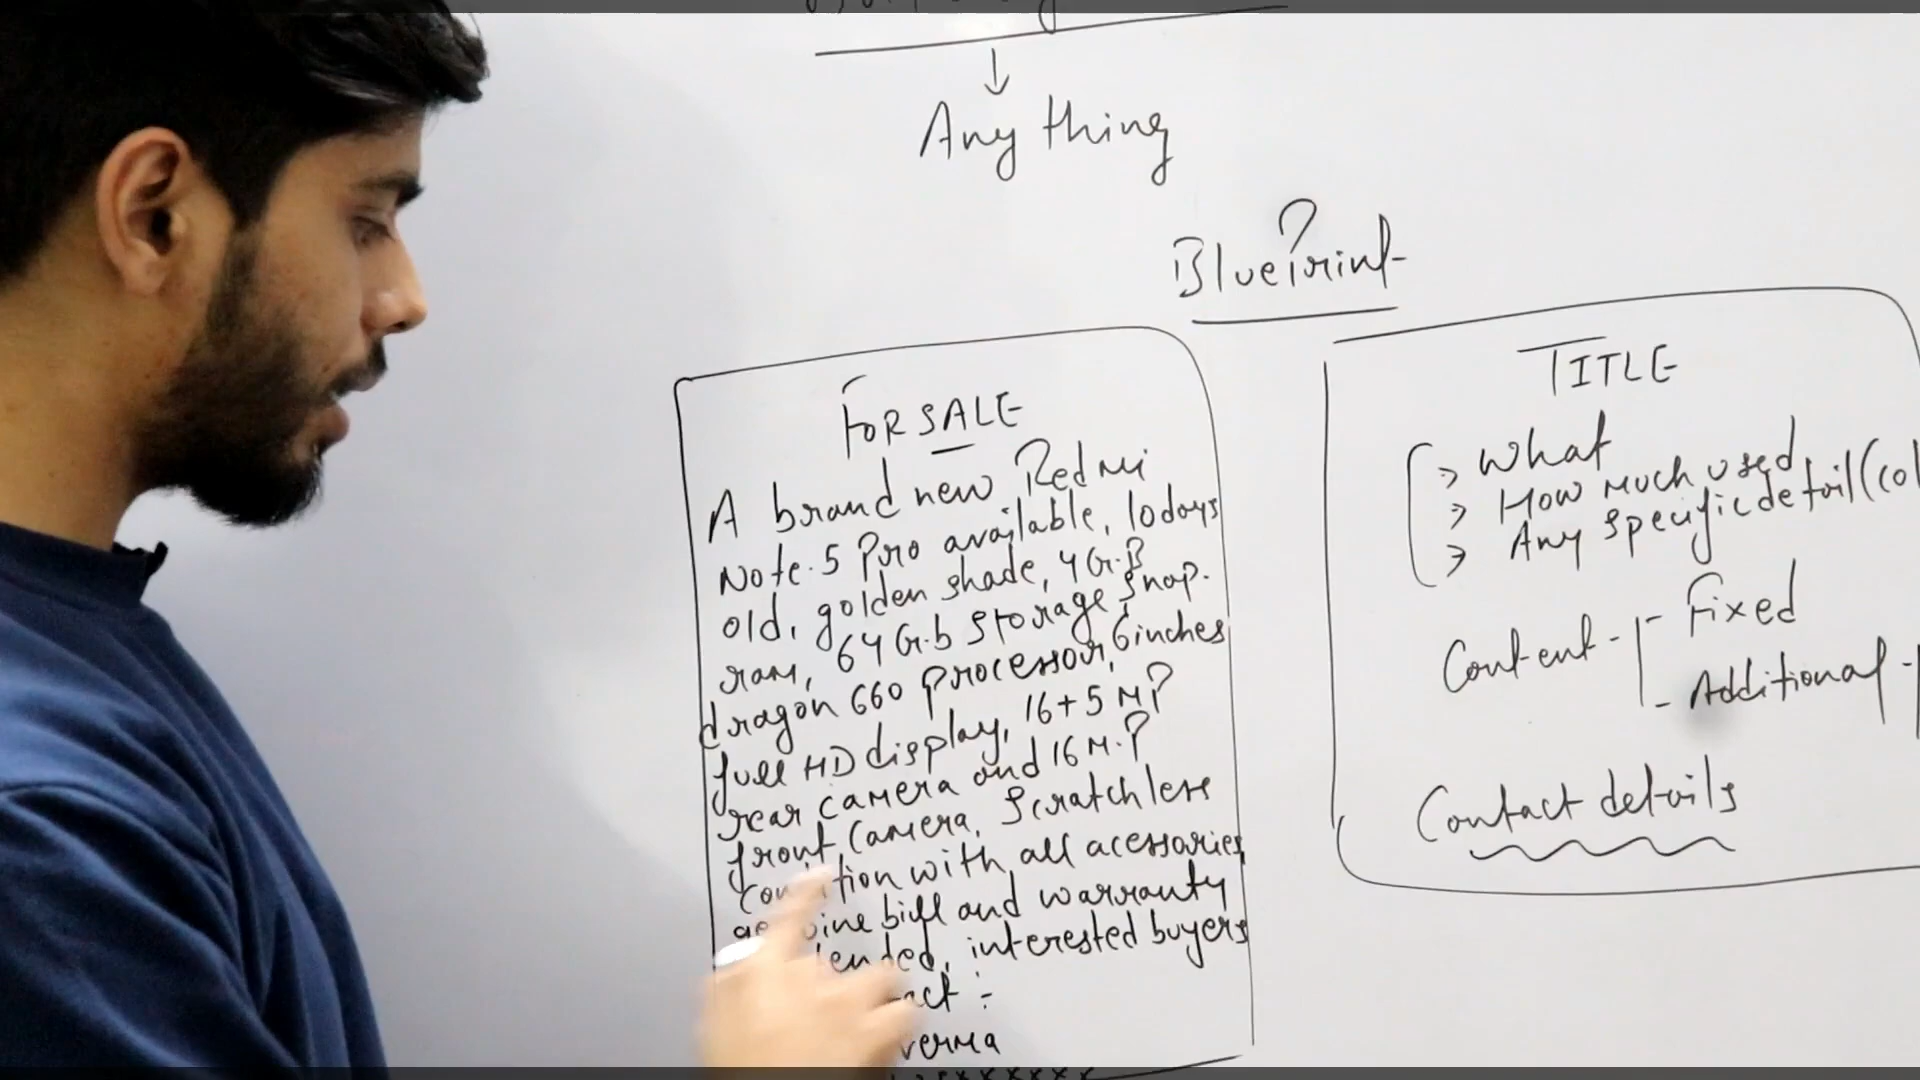 Any thing
BluePrint
FOR SALE
A brand new Redmi
Note.5 Pro available, 10 days
old, golden shade, 4 G.B
ram, 64 G.b storage snap.
dragon 660 processor, 6 inches
full HD display, 16+5 MP
rear camera and 16 M.P
front camera, Scratchless
with all acessaries
bill and warranty
interested buyers
:-
verma
TITLE
> What
> How much used
> Any specific detail (col
Content - Fixed
- Additional -
Contact details